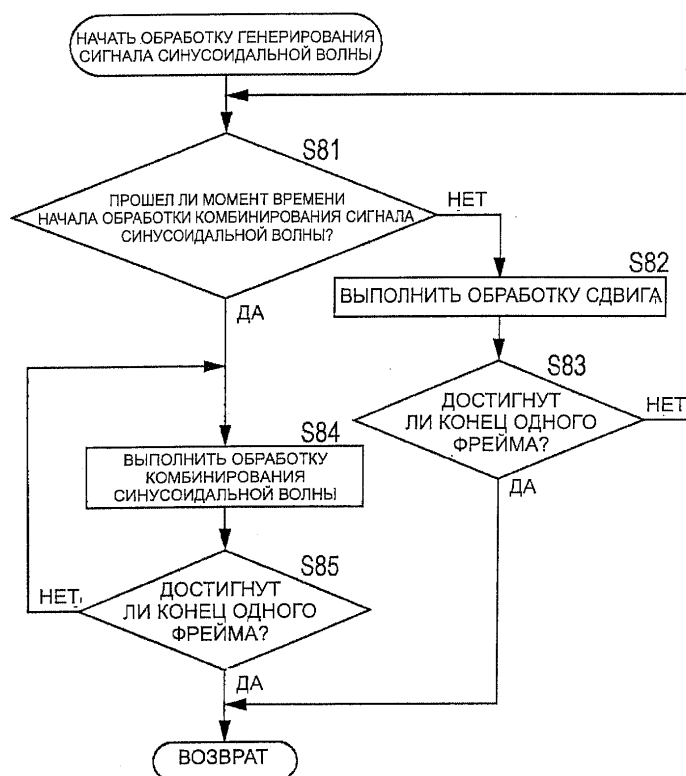 НАЧАТЬ ОБРАБОТКУ ГЕНЕРИРОВАНИЯ
СИГНАЛА СИНУСОИДАЛЬНОЙ ВОЛНЫ
S81
ПРОШЕЛ ЛИ МОМЕНТ ВРЕМЕНИ
НАЧАЛА ОБРАБОТКИ КОМБИНИРОВАНИЯ СИГНАЛА
СИНУСОИДАЛЬНОЙ ВОЛНЫ?
НЕТ
ДА
S82
ВЫПОЛНИТЬ ОБРАБОТКУ СДВИГА
S83
ДОСТИГНУТ
ЛИ КОНЕЦ ОДНОГО
ФРЕЙМА?
НЕТ
ДА
S84
ВЫПОЛНИТЬ ОБРАБОТКУ
КОМБИНИРОВАНИЯ
СИНУСОИДАЛЬНОЙ ВОЛНЫ
S85
ДОСТИГНУТ
ЛИ КОНЕЦ ОДНОГО
ФРЕЙМА?
НЕТ
ДА
ВОЗВРАТ